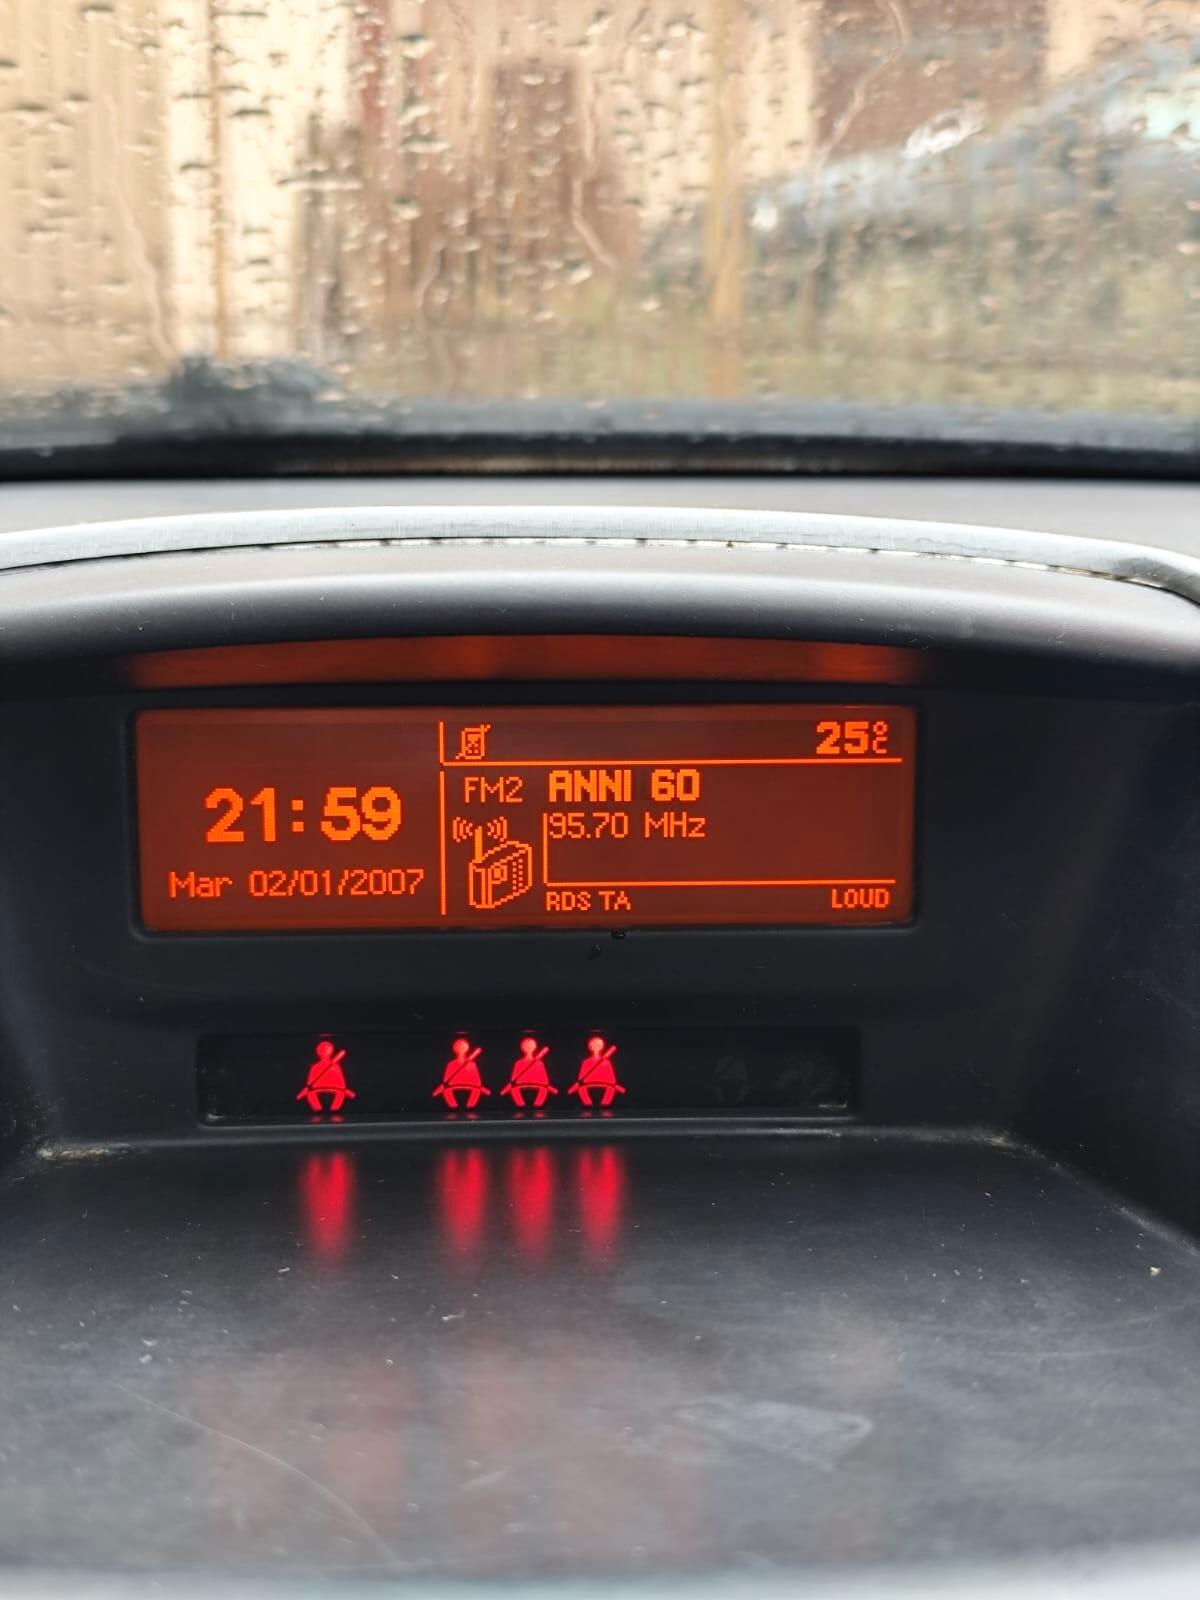 21:59
Mar 02/01/2007
25°C
FM2 ANNI 60
95.70 MHz
RDS TA
LOUD